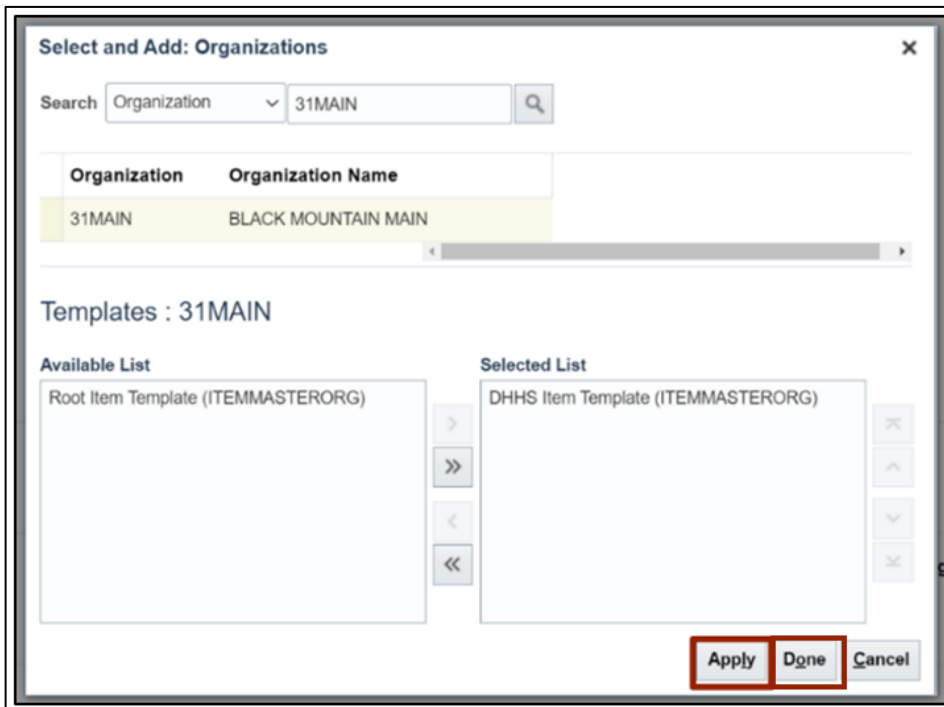 Select and Add: Organizations
Search Organization 31MAIN
Organization Organization Name
31MAIN BLACK MOUNTAIN MAIN
Templates : 31MAIN
Available List Selected List
Root Item Template (ITEMMASTERORG) DHHS Item Template (ITEMMASTERORG)
Apply Done Cancel